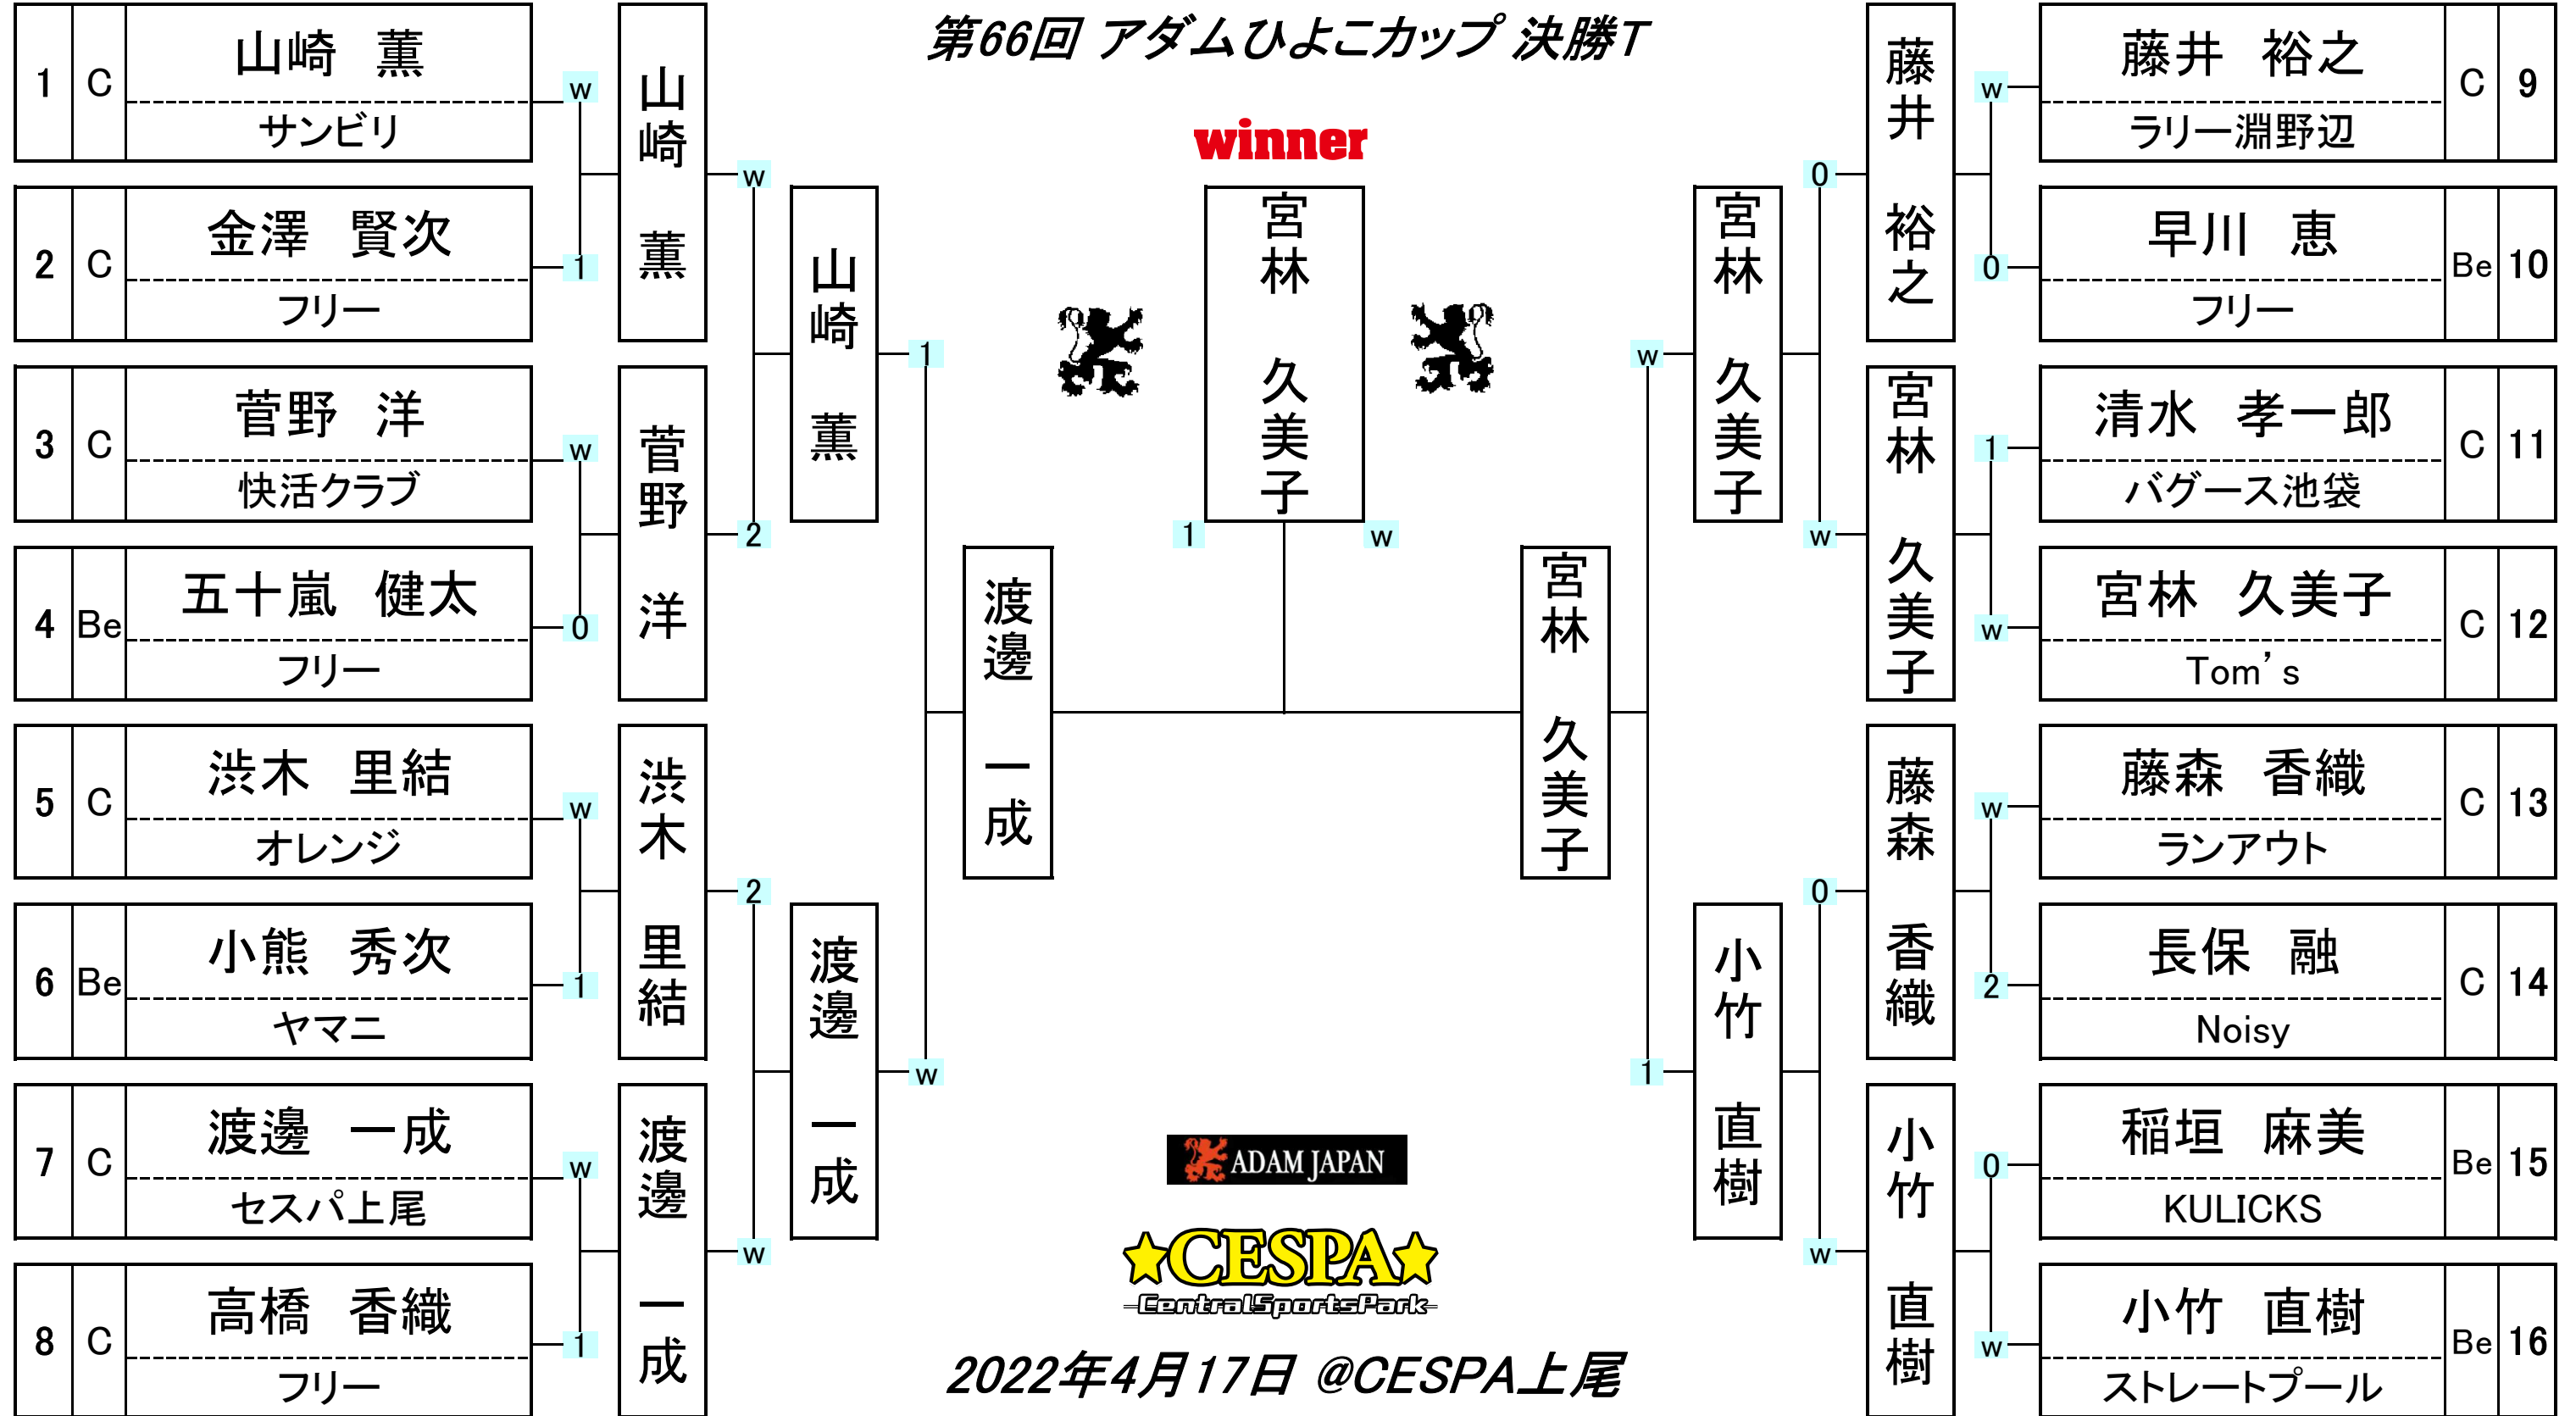 第66回 アダムひよこカップ 決勝T
winner
宮林 久美子
1 w
1 C 山崎 薫 w
サンビリ
2 C 金澤 賢次 1
フリー
3 C 菅野 洋 w
快活クラブ
4 Be 五十嵐 健太 0
フリー
5 C 渋木 里結 w
オレンジ
6 Be 小熊 秀次 1
ヤマニ
7 C 渡邊 一成 w
セスパ上尾
8 C 高橋 香織 1
フリー
山崎 薫 w
菅野 洋 2
渋木 里結 2
渡邊 一成 w
山崎 薫 1
渡邊 一成 w
渡邊 一成
宮林 久美子
w 宮林 久美子
1 小竹 直樹
0 藤井 裕之
w 宮林 久美子
0 藤森 香織
w 小竹 直樹
w 藤井 裕之 C 9
ラリー淵野辺
0 早川 恵 Be 10
フリー
1 清水 孝一郎 C 11
バグース池袋
w 宮林 久美子 C 12
Tom’s
w 藤森 香織 C 13
ランアウト
2 長保 融 C 14
Noisy
0 稲垣 麻美 Be 15
KULICKS
w 小竹 直樹 Be 16
ストレートプール
ADAM JAPAN
CESPA
CentralSportsPark
2022年4月17日 @CESPA上尾